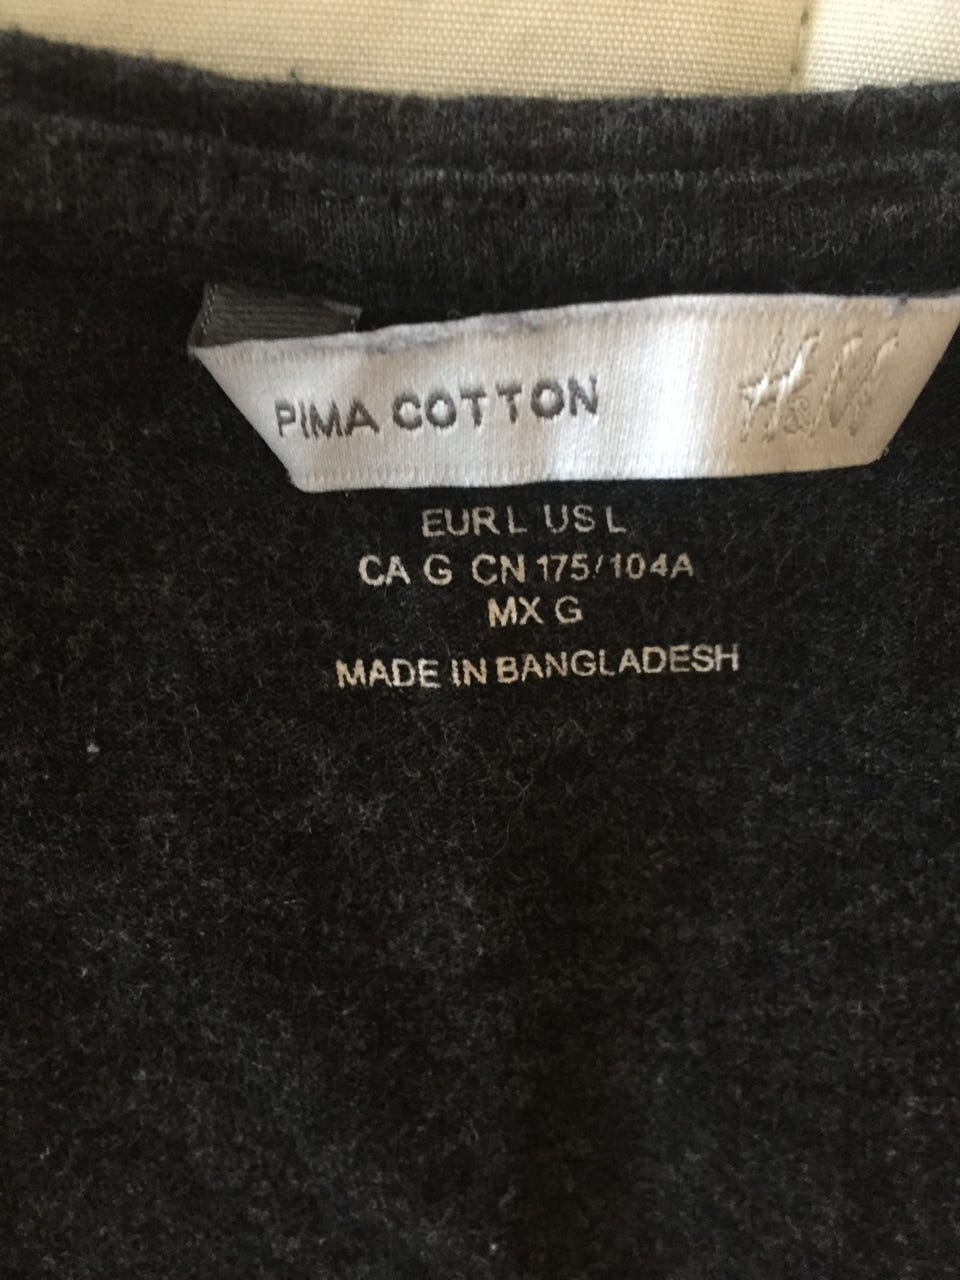 PIMA COTTON H&M
EUR L US L
CA G CN 175/104A
MX G
MADE IN BANGLADESH